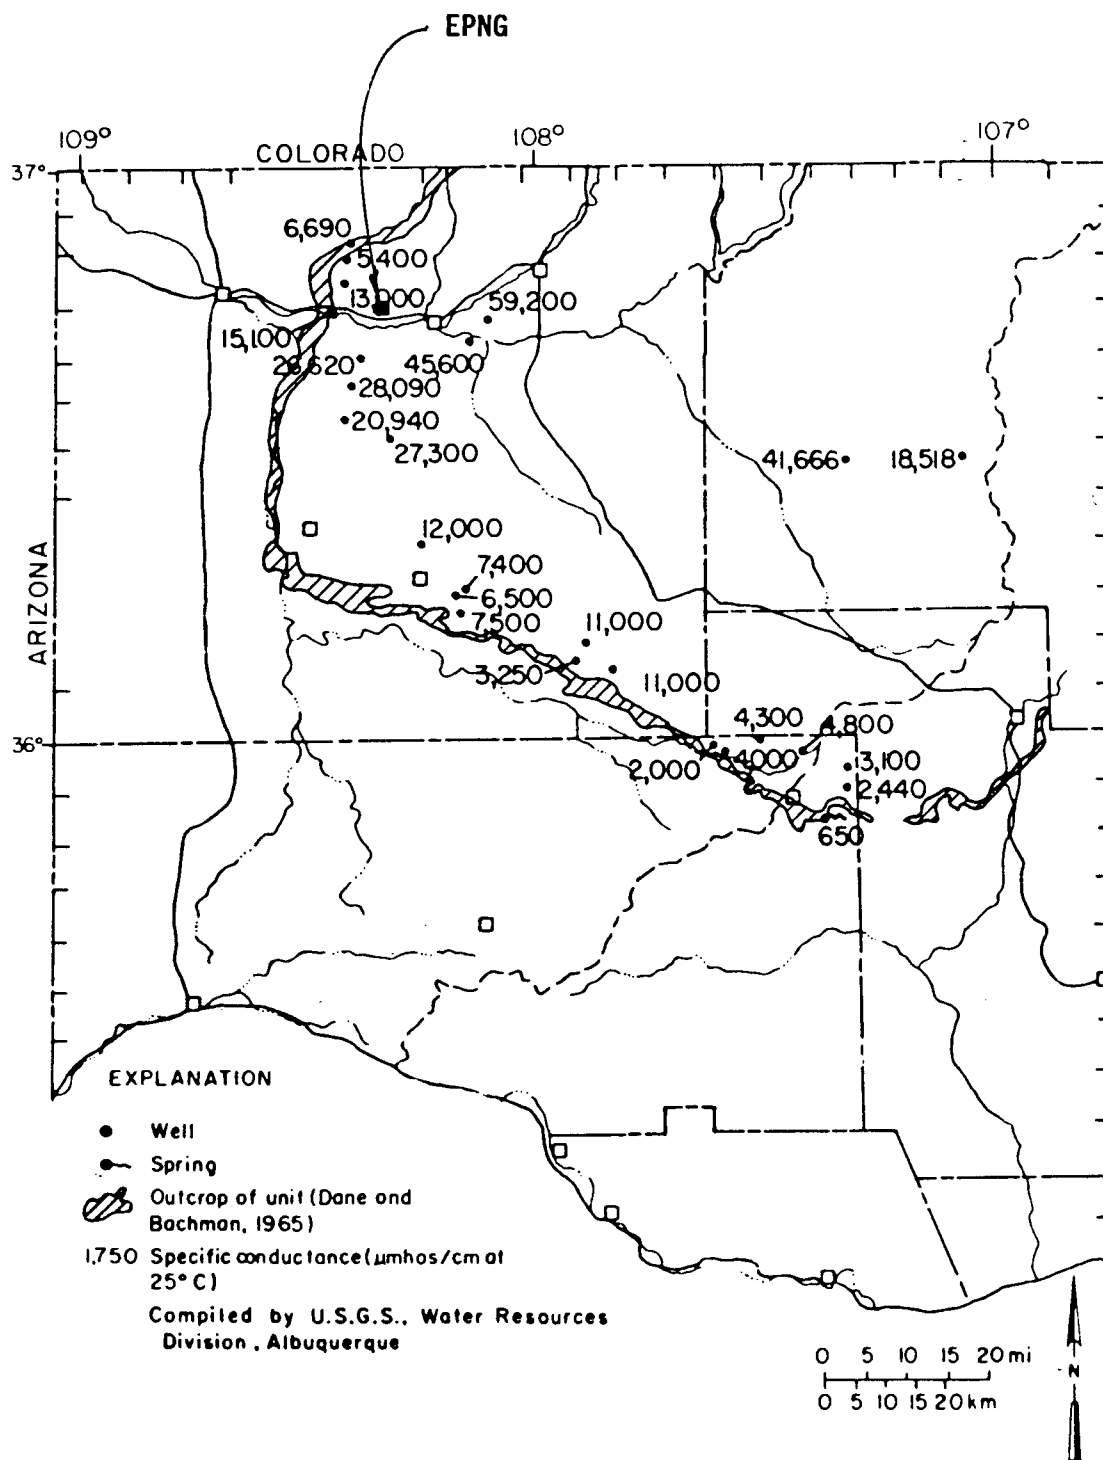 EPNG
109°
108°
107°
COLORADO
37°
6,690
5,400
13,000
59,200
15,100
45,600
28,090
20,940
27,300
41,666
18,518
12,000
7,400
6,500
7,500
11,000
3,250
11,000
ARIZONA
4,300
4,800
36°
4000
3,100
2,000
2,440
650
EXPLANATION
Well
Spring
Outcrop of unit (Dane and
Bachman, 1965)
1,750 Specific conductance (µmhos/cm at
25° C)
Compiled by U.S.G.S., Water Resources
Division, Albuquerque
0 5 10 15 20 mi
0 5 10 15 20 km
N